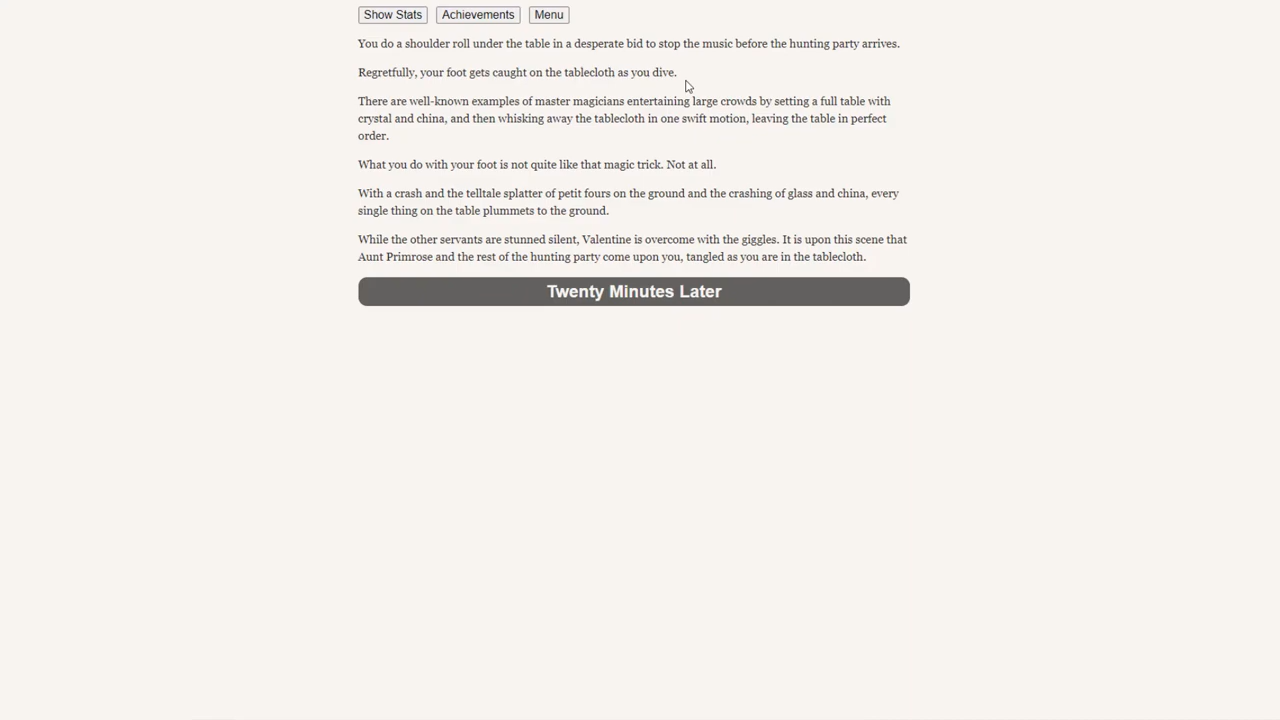 Show Stats Achievements Menu
You do a shoulder roll under the table in a desperate bid to stop the music before the hunting party arrives.
Regretfully, your foot gets caught on the tablecloth as you dive.
There are well-known examples of master magicians entertaining large crowds by setting a full table with
crystal and china, and then whisking away the tablecloth in one swift motion, leaving the table in perfect
order.
What you do with your foot is not quite like that magic trick. Not at all.
With a crash and the telltale splatter of petit fours on the ground and the crashing of glass and china, every
single thing on the table plummets to the ground.
While the other servants are stunned silent, Valentine is overcome with the giggles. It is upon this scene that
Aunt Primrose and the rest of the hunting party come upon you, tangled as you are in the tablecloth.
Twenty Minutes Later